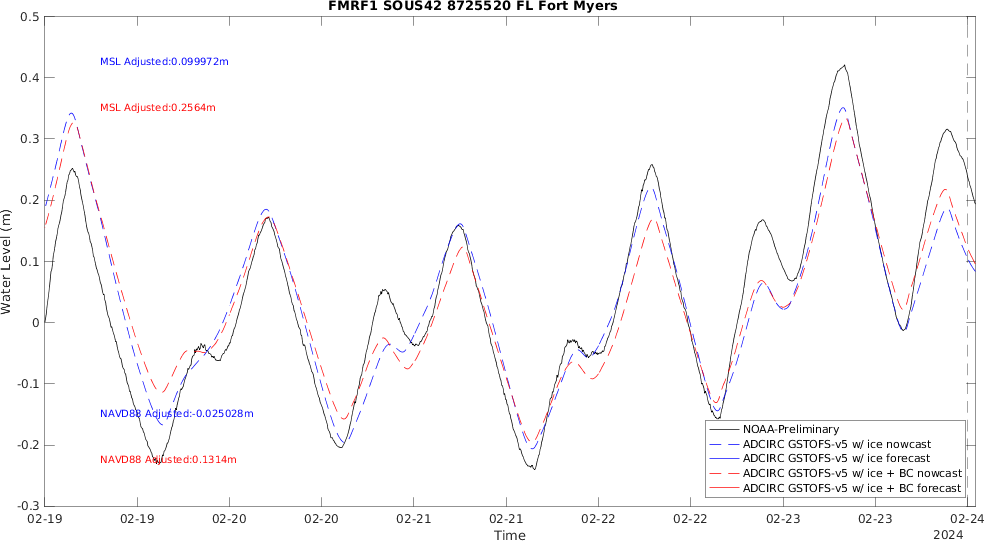 FMRF1 SOUS42 8725520 FL Fort Myers
0.5
0.4
0.3
0.2
0.1
0
-0.1
-0.2
-0.3
Water Level (m)
MSL Adjusted:0.099972m
MSL Adjusted:0.2564m
NAVD88 Adjusted:-0.025028m
NAVD88 Adjusted:0.1314m
NOAA-Preliminary
ADCIRC GSTOFS-v5 w/ ice nowcast
ADCIRC GSTOFS-v5 w/ ice forecast
ADCIRC GSTOFS-v5 w/ ice + BC nowcast
ADCIRC GSTOFS-v5 w/ ice + BC forecast
02-19 02-19 02-20 02-20 02-21 02-21 02-22 02-22 02-23 02-23 02-24
Time
2024